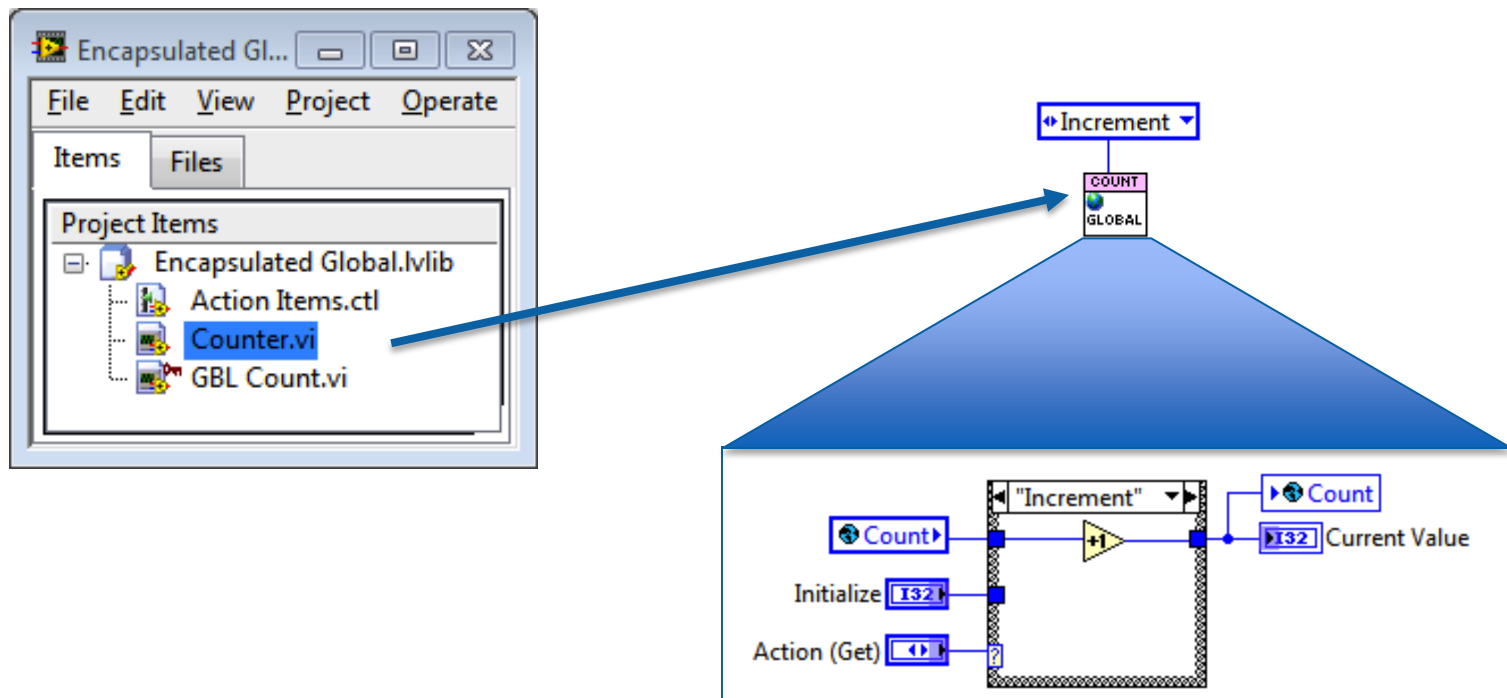 Encapsulated Gl...
File Edit View Project Operate
Items Files
Project Items
Encapsulated Global.lvlib
Action Items.ctl
Counter.vi
GBL Count.vi
Increment
COUNT
GLOBAL
"Increment"
Count
Count
+1
I32 Current Value
Initialize I32
Action (Get)
?